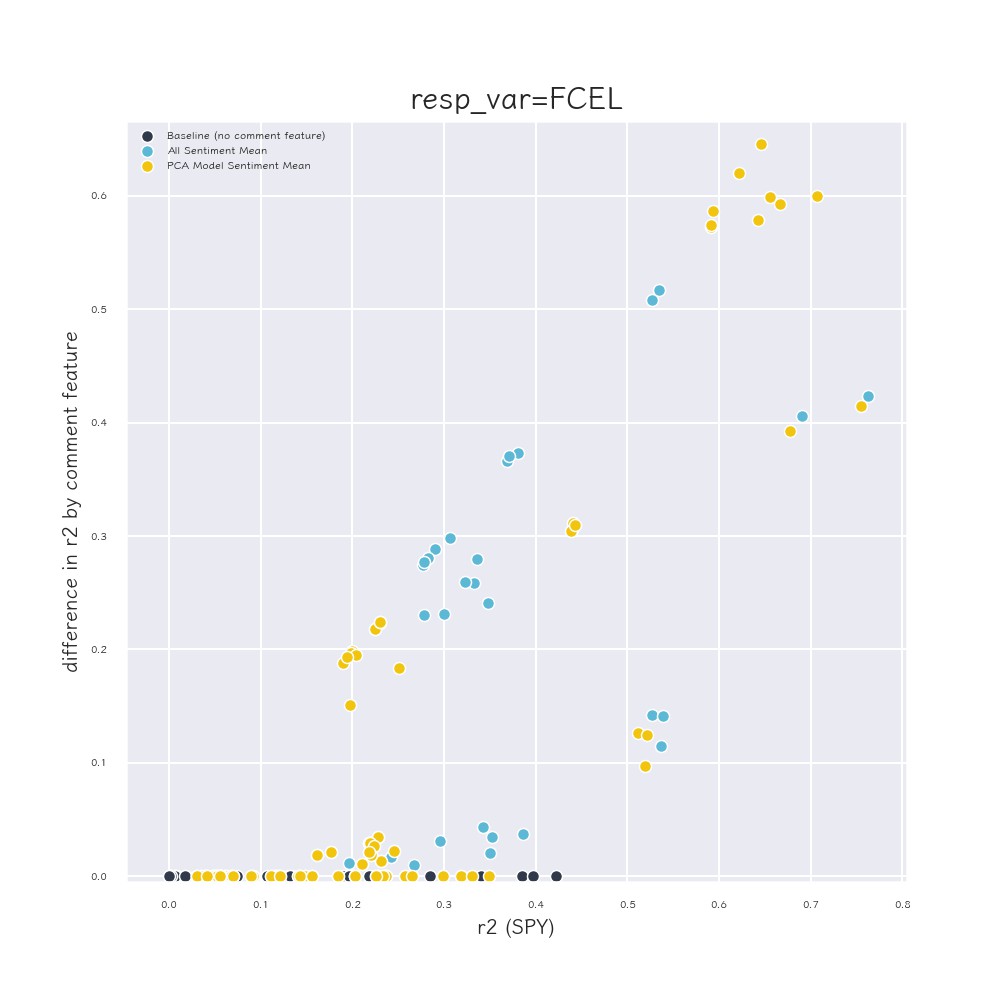 resp_var=FCEL
Baseline (no comment feature)
All Sentiment Mean
PCA Model Sentiment Mean
difference in r2 by comment feature
0.6
0.5
0.4
0.3
0.2
0.1
0.0
0.0 0.1 0.2 0.3 0.4 0.5 0.6 0.7 0.8
r2 (SPY)